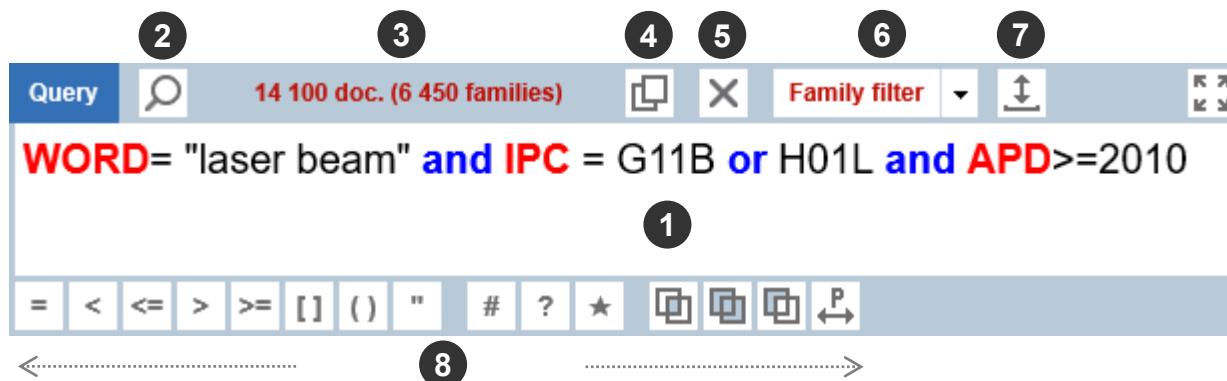 2 3 4 5 6 7
Query 14 100 doc. (6 450 families) Family filter
WORD= "laser beam" and IPC = G11B or H01L and APD>=2010
1
= < <= > >= [ ] ( ) " # ? ★ P
8